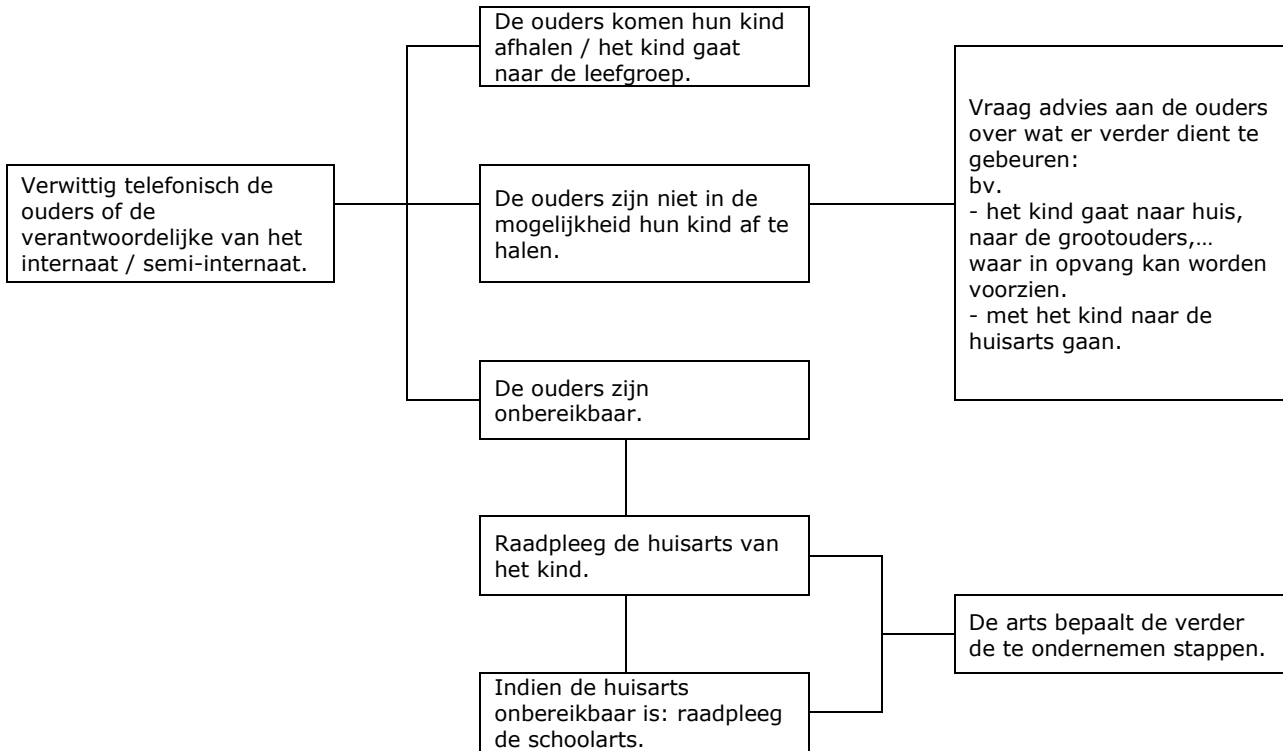 De ouders komen hun kind
afhalen / het kind gaat
naar de leefgroep.
Verwittig telefonisch de
ouders of de
verantwoordelijke van het
internaat / semi-internaat.
De ouders zijn niet in de
mogelijkheid hun kind af te
halen.
Vraag advies aan de ouders
over wat er verder dient te
gebeuren:
bv.
- het kind gaat naar huis,
naar de grootouders,…
waar in opvang kan worden
voorzien.
- met het kind naar de
huisarts gaan.
De ouders zijn
onbereikbaar.
Raadpleeg de huisarts van
het kind.
Indien de huisarts
onbereikbaar is: raadpleeg
de schoolarts.
De arts bepaalt de verder
de te ondernemen stappen.